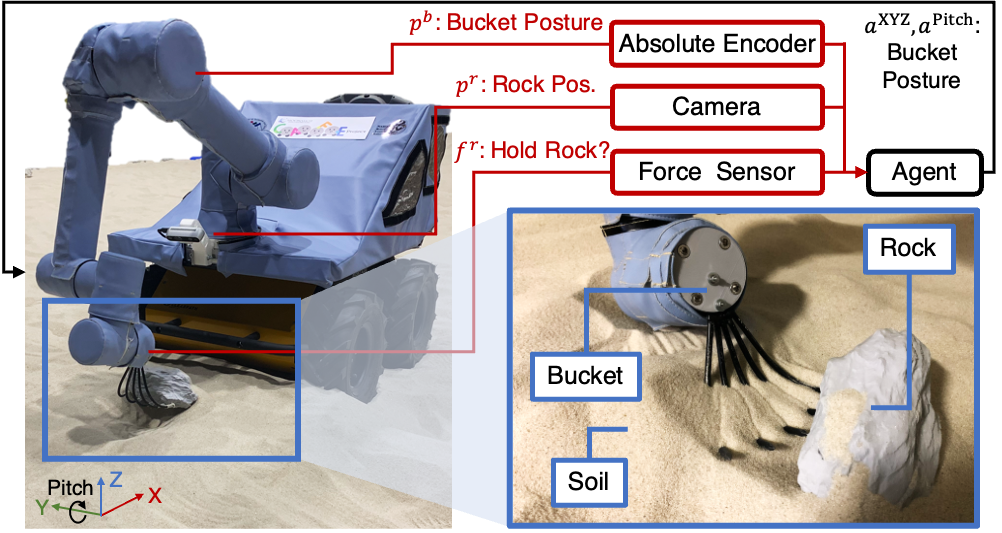 p^b: Bucket Posture
Absolute Encoder
a^XYZ, a^Pitch:
Bucket
Posture
p^r: Rock Pos.
Camera
f^r: Hold Rock?
Force Sensor
Agent
Rock
Bucket
Soil
Pitch
Z
Y
X